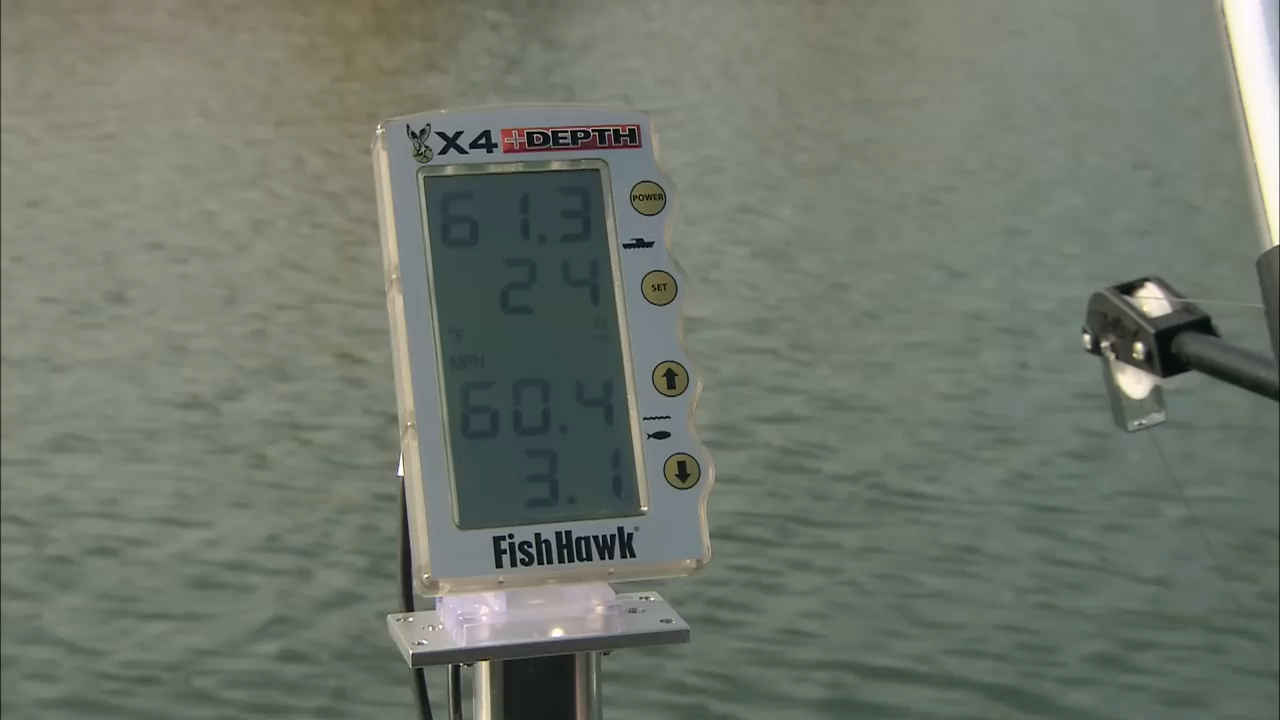 X4 +DEPTH
61.3
POWER
24
SET
°F
MPH
60.4
3.1
FishHawk®